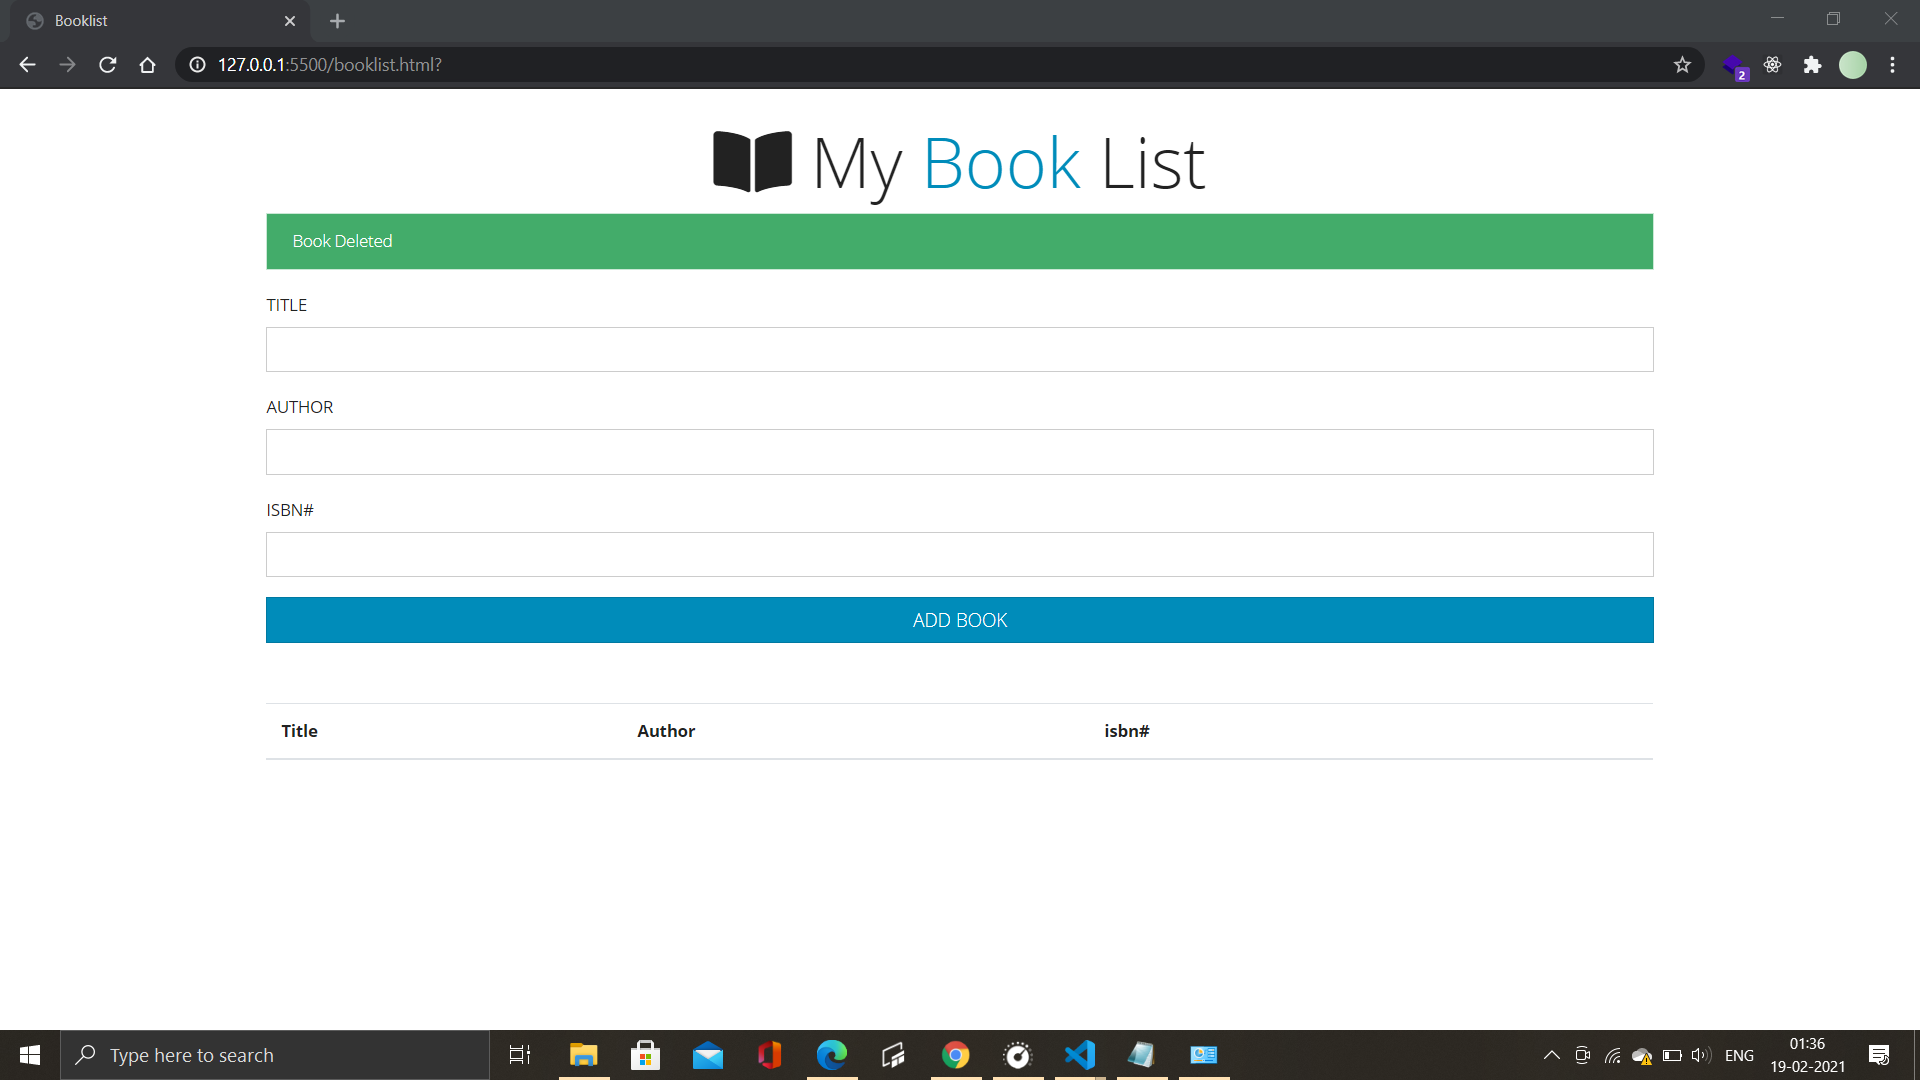 Booklist
127.0.0.1:5500/booklist.html?
2
My Book List
Book Deleted
TITLE
AUTHOR
ISBN#
ADD BOOK
Title Author isbn#
Type here to search
ENG
01:36
19-02-2021